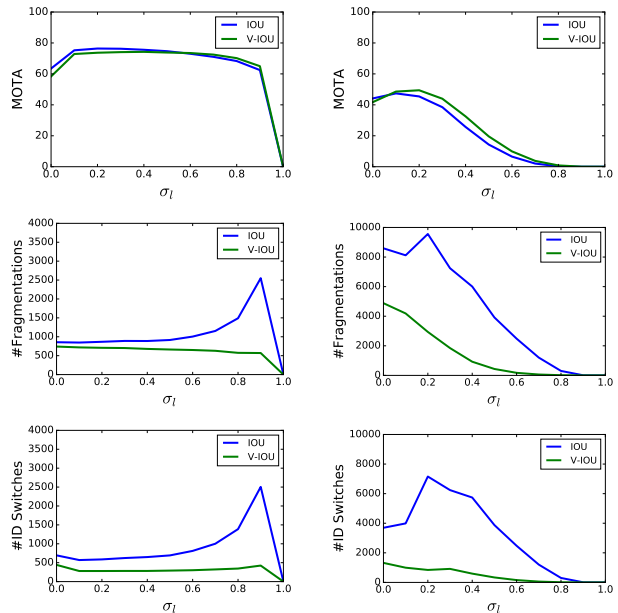 100
80
60
40
20
0
0.0 0.2 0.4 0.6 0.8 1.0
MOTA
σl
IOU
V-IOU
100
80
60
40
20
0
0.0 0.2 0.4 0.6 0.8 1.0
MOTA
σl
IOU
V-IOU
4000
3500
3000
2500
2000
1500
1000
500
0
0.0 0.2 0.4 0.6 0.8 1.0
#Fragmentations
σl
IOU
V-IOU
10000
8000
6000
4000
2000
0
0.0 0.2 0.4 0.6 0.8 1.0
#Fragmentations
σl
IOU
V-IOU
4000
3500
3000
2500
2000
1500
1000
500
0
0.0 0.2 0.4 0.6 0.8 1.0
#ID Switches
σl
IOU
V-IOU
10000
8000
6000
4000
2000
0
0.0 0.2 0.4 0.6 0.8 1.0
#ID Switches
σl
IOU
V-IOU